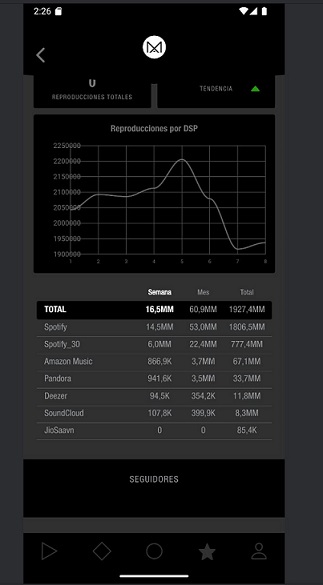 2:26
0
REPRODUCCIONES TOTALES
TENDENCIA
Reproducciones por DSP
2250000
2200000
2150000
2100000
2050000
2000000
1950000
1900000
1 2 3 4 5 6 7 8
Semana Mes Total
TOTAL 16,5MM 60,9MM 1927,4MM
Spotify 14,5MM 53,0MM 1806,5MM
Spotify_30 6,0MM 22,4MM 777,4MM
Amazon Music 866,9K 3,7MM 67,1MM
Pandora 941,6K 3,5MM 33,7MM
Deezer 94,5K 354,2K 11,8MM
SoundCloud 107,8K 399,9K 8,3MM
JioSaavn 0 0 85,4K
SEGUIDORES